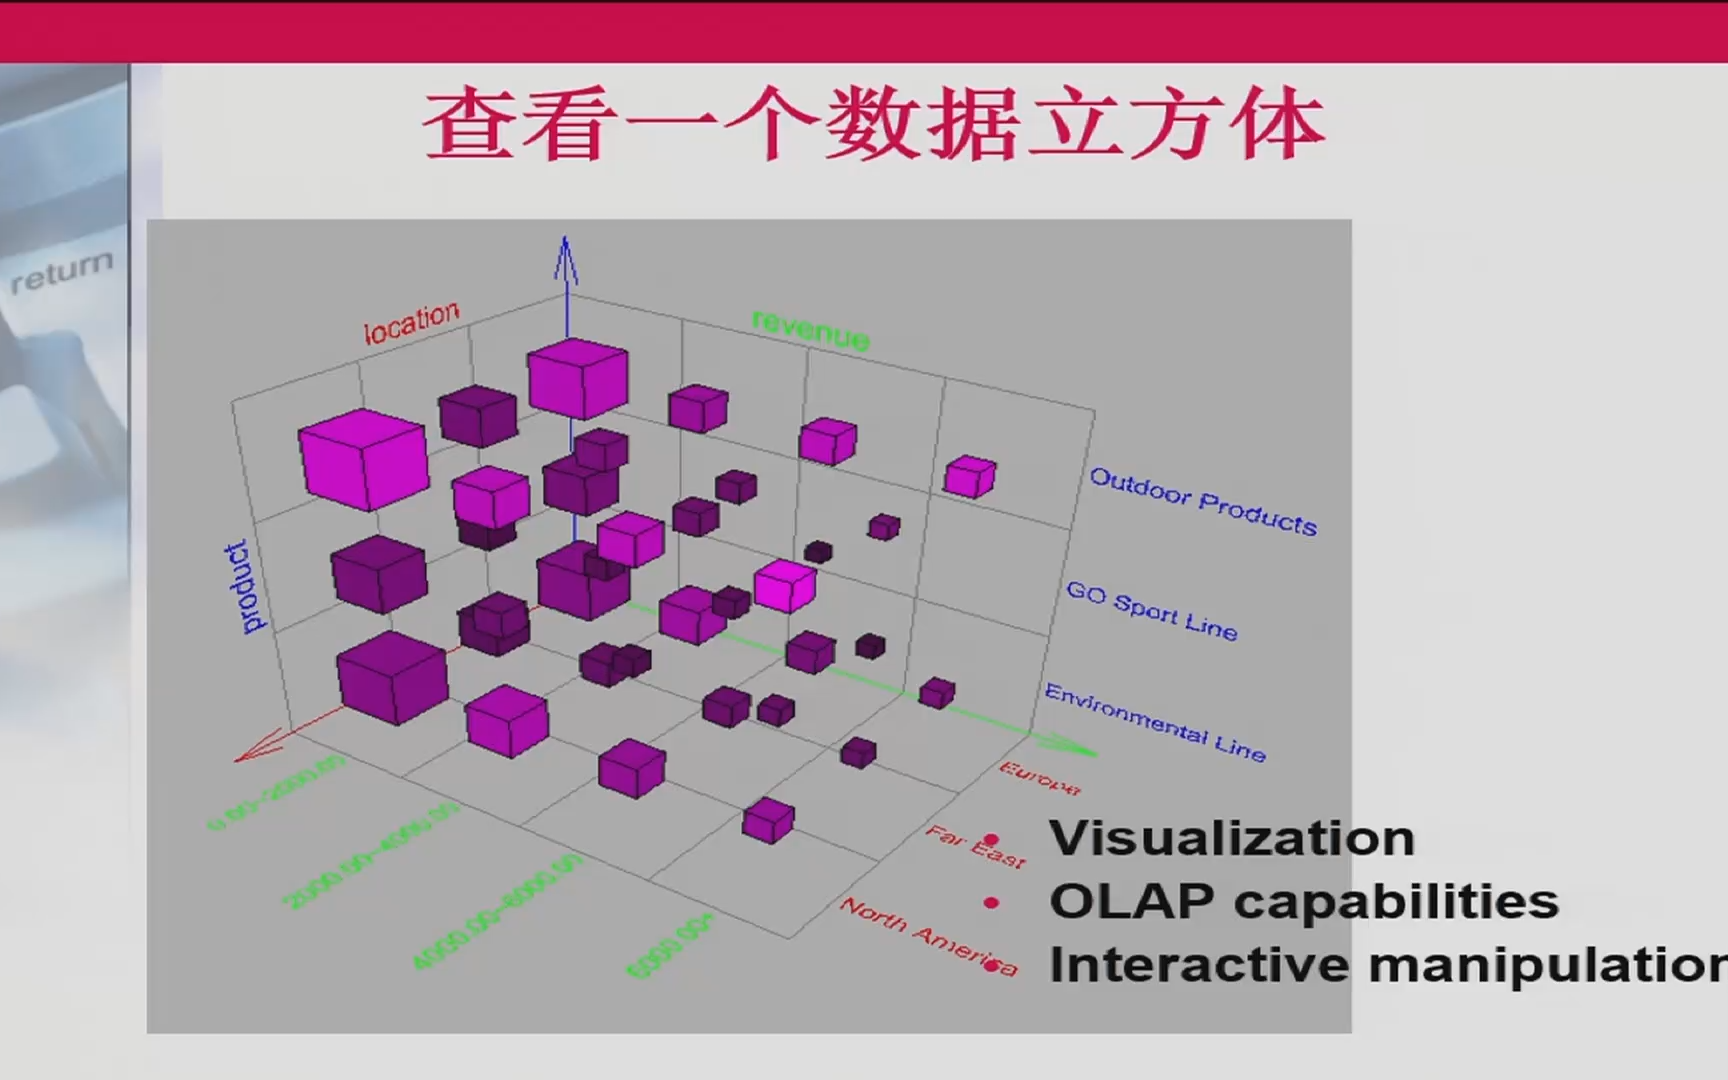 查看一个数据立方体
return
location
revenue
product
Outdoor Products
GO Sport Line
Environmental Line
Europe
Far East
North America
0.00-2000.00
2000.00-4000.00
4000.00-6000.00
6000.00+
Visualization
OLAP capabilities
Interactive manipulation